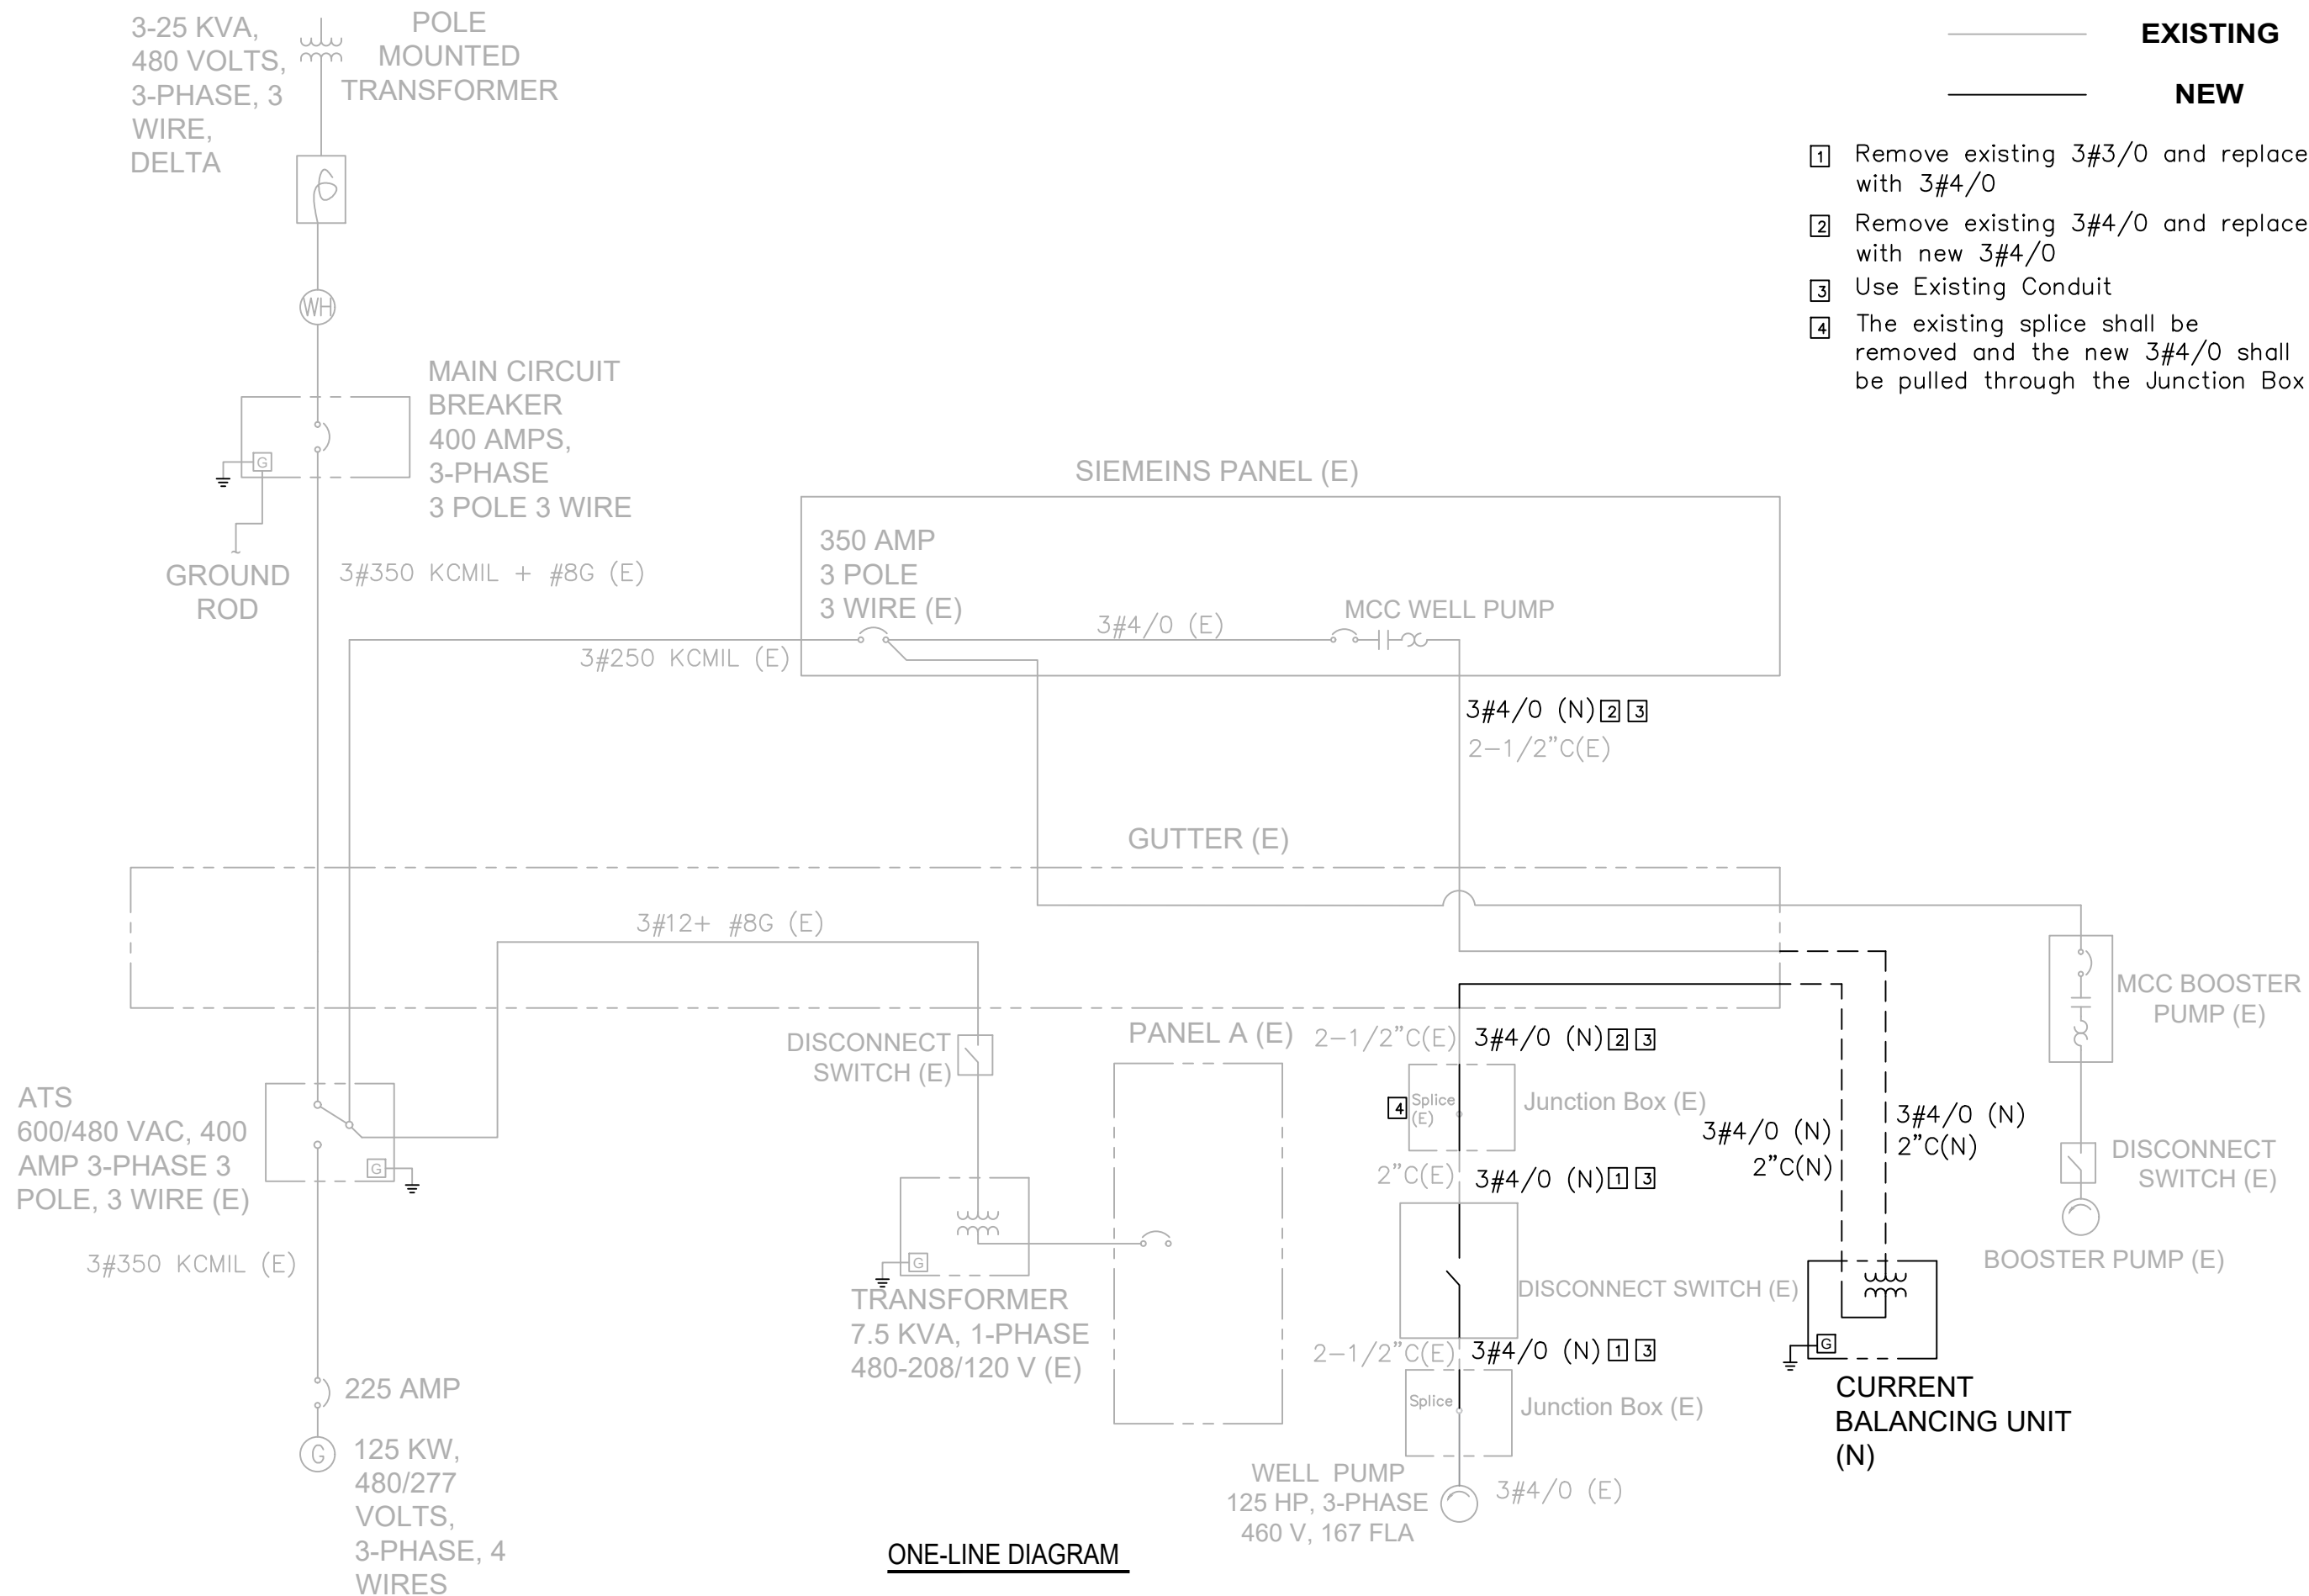 3-25 KVA,
480 VOLTS,
3-PHASE, 3
WIRE,
DELTA
POLE
MOUNTED
TRANSFORMER
EXISTING
NEW
1 Remove existing 3#3/0 and replace
with 3#4/0
2 Remove existing 3#4/0 and replace
with new 3#4/0
3 Use Existing Conduit
4 The existing splice shall be
removed and the new 3#4/0 shall
be pulled through the Junction Box
WH
MAIN CIRCUIT
BREAKER
400 AMPS,
3-PHASE
3 POLE 3 WIRE
G
GROUND
ROD
3#350 KCMIL + #8G (E)
SIEMEINS PANEL (E)
350 AMP
3 POLE
3 WIRE (E)
3#4/0 (E)
MCC WELL PUMP
3#250 KCMIL (E)
3#4/0 (N) 2 3
2-1/2"C(E)
GUTTER (E)
3#12+ #8G (E)
MCC BOOSTER
PUMP (E)
DISCONNECT
SWITCH (E)
PANEL A (E)
2-1/2"C(E) 3#4/0 (N) 2 3
4 Splice
(E)
Junction Box (E)
ATS
600/480 VAC, 400
AMP 3-PHASE 3
POLE, 3 WIRE (E)
G
3#4/0 (N)
2"C(N)
3#4/0 (N)
2"C(N)
DISCONNECT
SWITCH (E)
2"C(E) 3#4/0 (N) 1 3
BOOSTER PUMP (E)
3#350 KCMIL (E)
G
TRANSFORMER
7.5 KVA, 1-PHASE
480-208/120 V (E)
DISCONNECT SWITCH (E)
2-1/2"C(E) 3#4/0 (N) 1 3
G
CURRENT
BALANCING UNIT
(N)
Splice
Junction Box (E)
225 AMP
G
125 KW,
480/277
VOLTS,
3-PHASE, 4
WIRES
WELL PUMP
125 HP, 3-PHASE
460 V, 167 FLA
3#4/0 (E)
ONE-LINE DIAGRAM